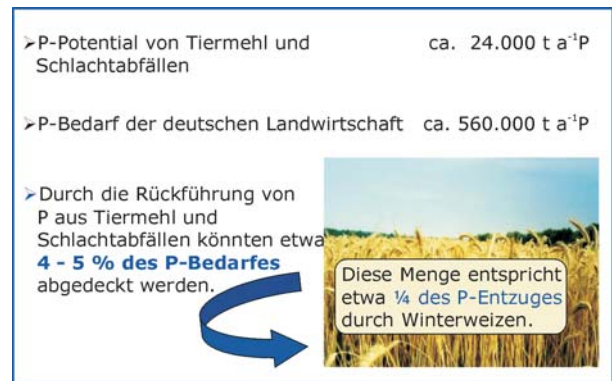 ➢P-Potential von Tiermehl und ca. 24.000 t a⁻¹P
Schlachtabfällen
➢P-Bedarf der deutschen Landwirtschaft ca. 560.000 t a⁻¹P
➢Durch die Rückführung von
P aus Tiermehl und
Schlachtabfällen könnten etwa
4 - 5 % des P-Bedarfes
abgedeckt werden.
Diese Menge entspricht
etwa ¼ des P-Entzuges
durch Winterweizen.